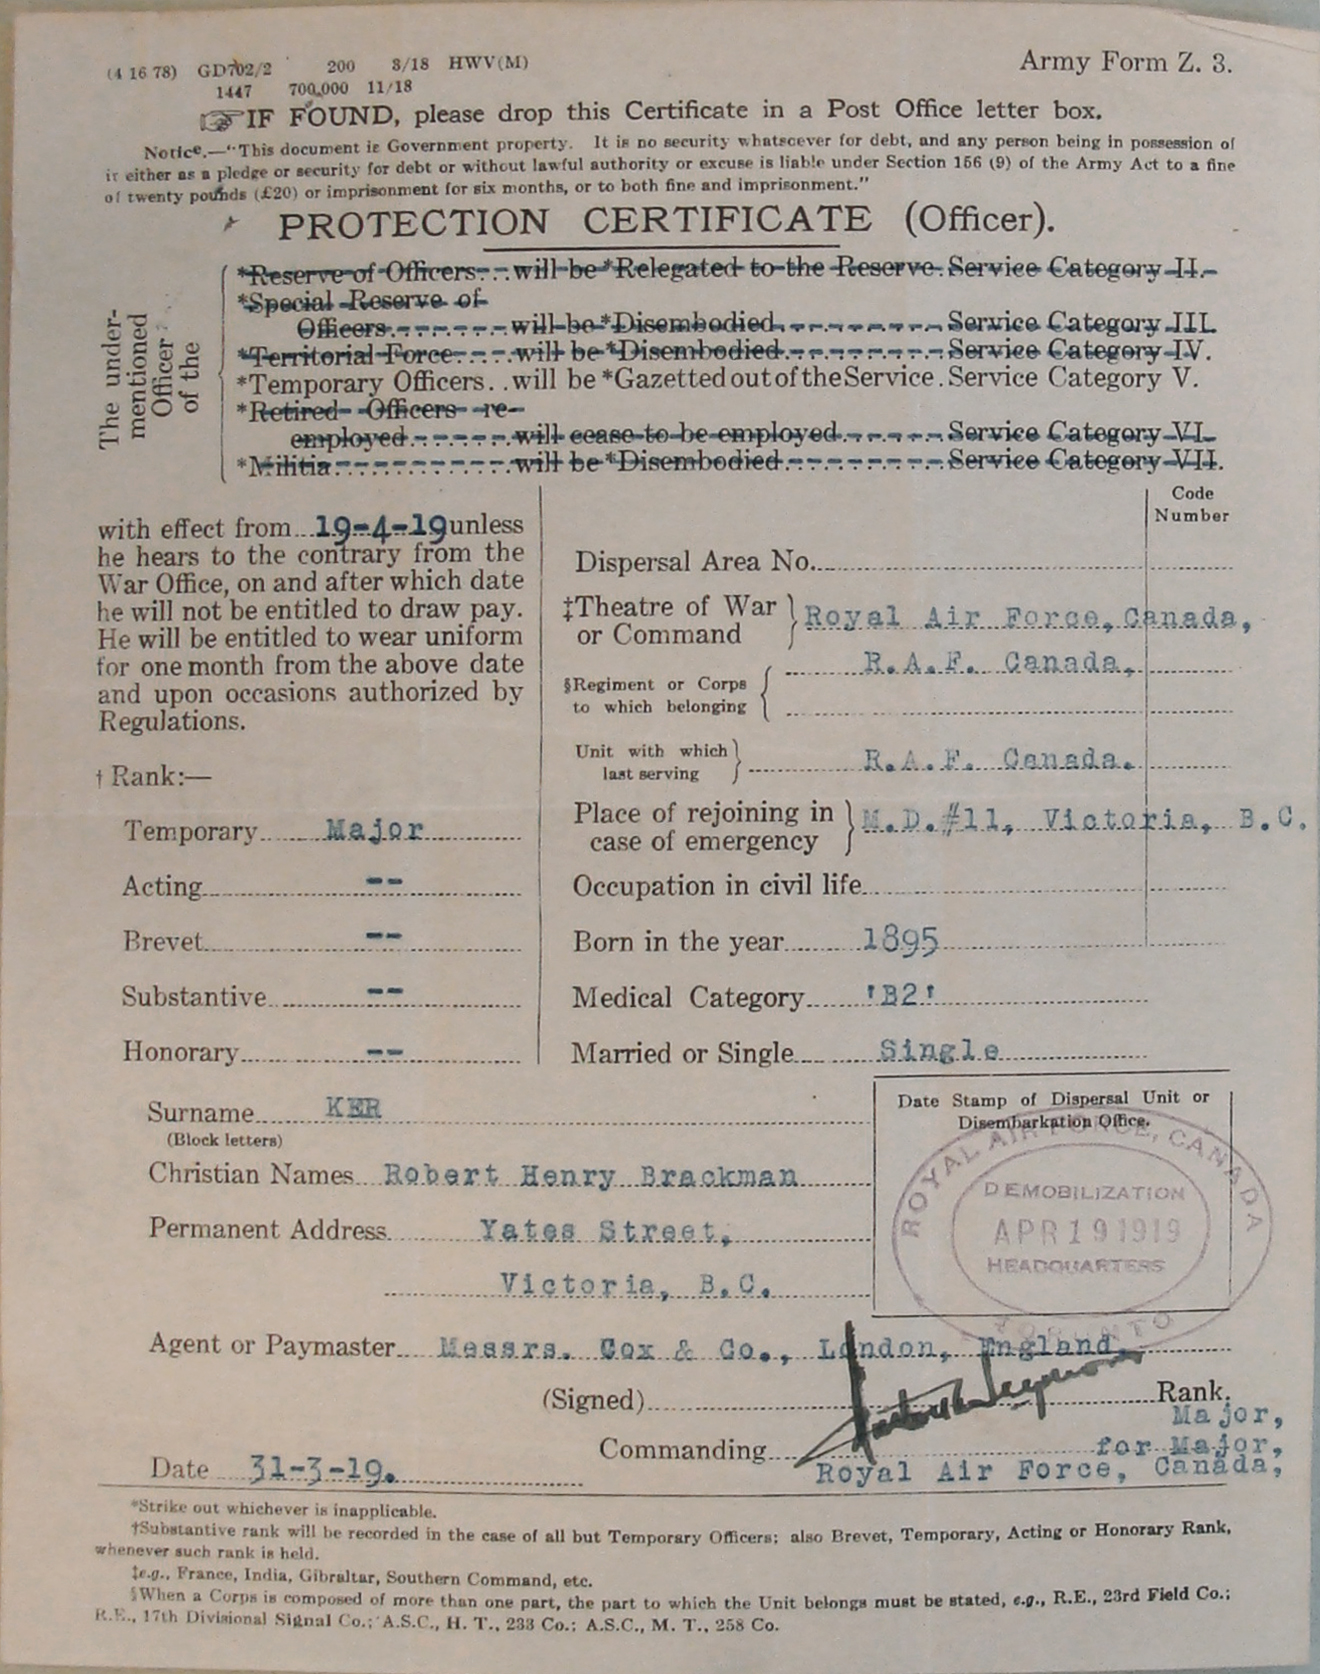 (4 16 78) GD702/2 200 3/18 HWV(M)
Army Form Z. 3.
1447 700,000 11/18
IF FOUND, please drop this Certificate in a Post Office letter box.
Notice.—"This document is Government property. It is no security whatsoever for debt, and any person being in possession of
it either as a pledge or security for debt or without lawful authority or excuse is liable under Section 156 (9) of the Army Act to a fine
of twenty pounds (£20) or imprisonment for six months, or to both fine and imprisonment."
PROTECTION CERTIFICATE (Officer).
The under-
mentioned
Officer
of the
*Reserve of Officers...will be *Relegated to the Reserve. Service Category II.
*Special Reserve of
Officers.......will be *Disembodied..........Service Category III.
*Territorial Force.....will be *Disembodied..........Service Category IV.
*Temporary Officers..will be *Gazetted out of the Service. Service Category V.
*Retired Officers re-
employed.......will cease to be employed.......Service Category VI.
*Militia............will be *Disembodied..........Service Category VII.
with effect from...19-4-19 unless
he hears to the contrary from the
War Office, on and after which date
he will not be entitled to draw pay.
He will be entitled to wear uniform
for one month from the above date
and upon occasions authorized by
Regulations.
† Rank:—
Temporary Major
Acting --
Brevet --
Substantive --
Honorary --
Code
Number
Dispersal Area No.
‡Theatre of War
or Command
Royal Air Force, Canada,
R.A.F. Canada,
§Regiment or Corps
to which belonging
Unit with which
last serving
R.A.F. Canada.
Place of rejoining in
case of emergency
M.D.#11, Victoria, B.C.
Occupation in civil life
Born in the year 1895
Medical Category 'B2'
Married or Single Single
Surname KER
(Block letters)
Christian Names Robert Henry Brackman
Permanent Address Yates Street,
Victoria, B.C.
Date Stamp of Dispersal Unit or
Disembarkation Office.
ROYAL AIR FORCE, CANADA
DEMOBILIZATION
APR 19 1919
HEADQUARTERS
TORONTO
Agent or Paymaster Messrs. Cox & Co., London, England,
(Signed) Rank.
Major,
Commanding for Major,
Royal Air Force, Canada,
Date 31-3-19.
*Strike out whichever is inapplicable.
†Substantive rank will be recorded in the case of all but Temporary Officers; also Brevet, Temporary, Acting or Honorary Rank,
whenever such rank is held.
‡e.g., France, India, Gibraltar, Southern Command, etc.
§When a Corps is composed of more than one part, the part to which the Unit belongs must be stated, e.g., R.E., 23rd Field Co.;
R.E., 17th Divisional Signal Co.; A.S.C., H. T., 233 Co.; A.S.C., M. T., 258 Co.